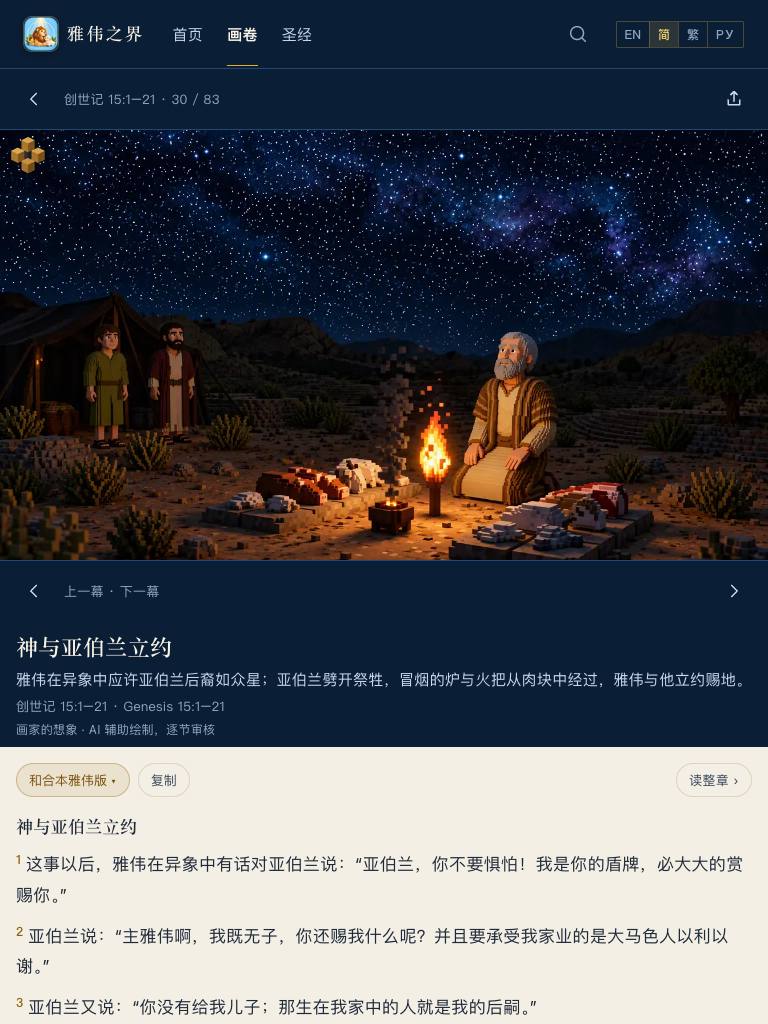 雅伟之界 首页 画卷 圣经 EN 简 繁 РУ
创世记 15:1—21 · 30 / 83
上一幕 · 下一幕
神与亚伯兰立约
雅伟在异象中应许亚伯兰后裔如众星；亚伯兰劈开祭牲，冒烟的炉与火把从肉块中经过，雅伟与他立约赐地。
创世记 15:1—21 · Genesis 15:1—21
画家的想象 · AI 辅助绘制，逐节审核
和合本雅伟版 ▾ 复制 读整章 ›
神与亚伯兰立约
1 这事以后，雅伟在异象中有话对亚伯兰说：“亚伯兰，你不要惧怕！我是你的盾牌，必大大的赏
赐你。”
2 亚伯兰说：“主雅伟啊，我既无子，你还赐我什么呢？并且要承受我家业的是大马色人以利以
谢。”
3 亚伯兰又说：“你没有给我儿子；那生在我家中的人就是我的后嗣。”